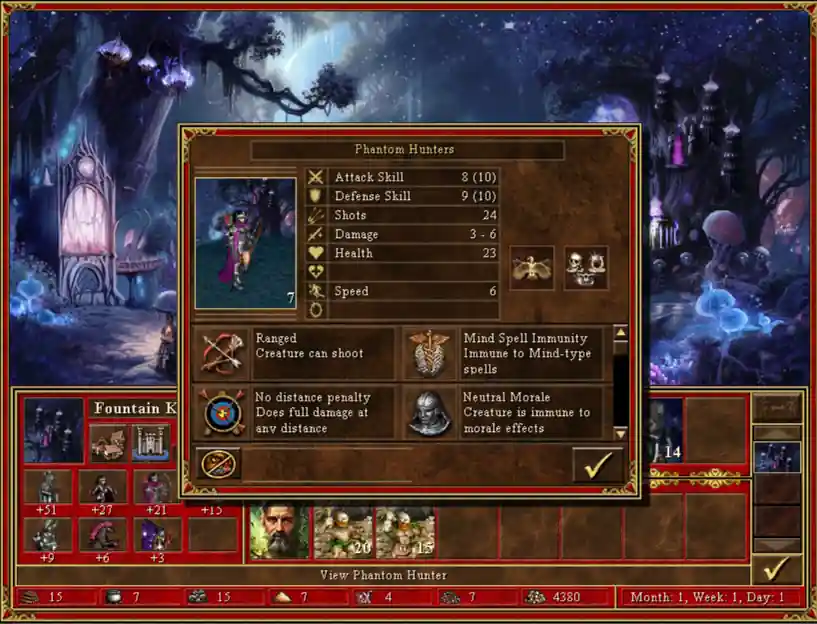 Phantom Hunters
Attack Skill 8 (10)
Defense Skill 9 (10)
Shots 24
Damage 3 - 6
Health 23
Speed 6
7
Ranged
Creature can shoot
Mind Spell Immunity
Immune to Mind-type
spells
No distance penalty
Does full damage at
any distance
Neutral Morale
Creature is immune to
morale effects
Fountain K
14
+51 +27 +21 +15
+9 +6 +3
20 15
View Phantom Hunter
15 7 15 7 4 7 4380 Month: 1, Week: 1, Day: 1